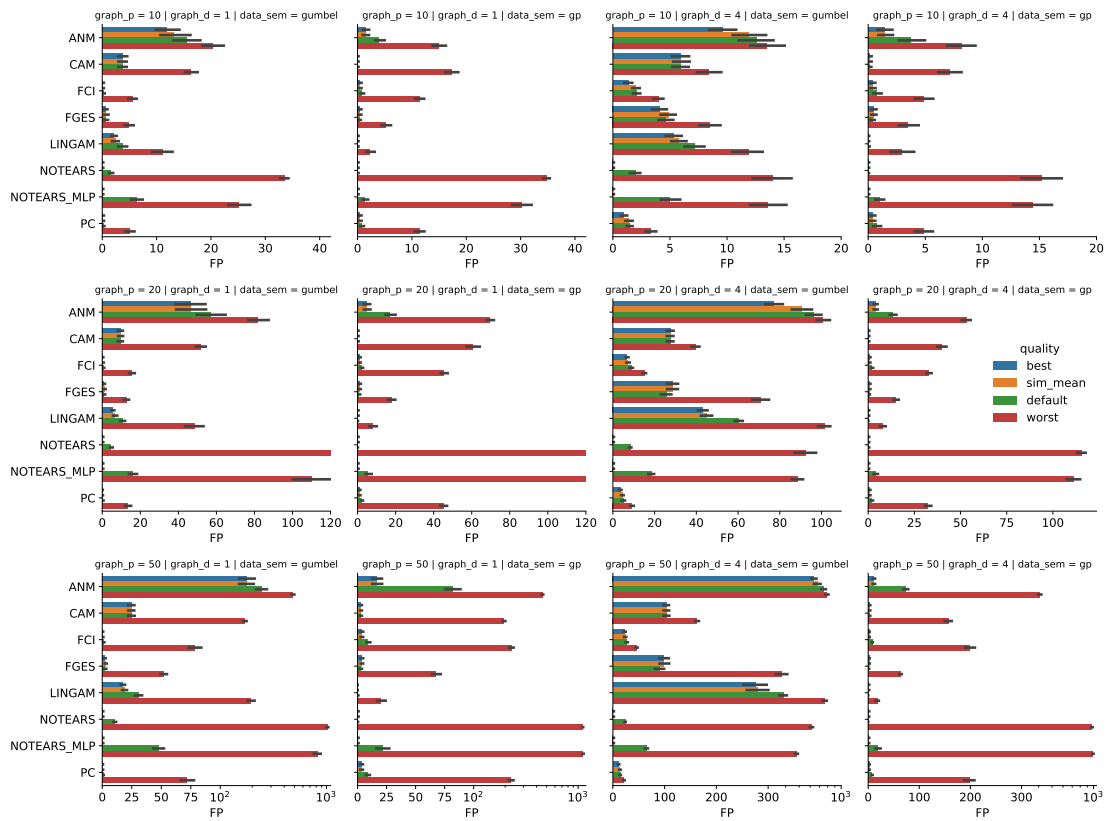 graph_p = 10 | graph_d = 1 | data_sem = gumbel
graph_p = 10 | graph_d = 1 | data_sem = gp
graph_p = 10 | graph_d = 4 | data_sem = gumbel
graph_p = 10 | graph_d = 4 | data_sem = gp
ANM
CAM
FCI
FGES
LINGAM
NOTEARS
NOTEARS_MLP
PC
0 10 20 30 40
FP
0 10 20 30 40
FP
0 5 10 15 20
FP
0 5 10 15 20
FP
graph_p = 20 | graph_d = 1 | data_sem = gumbel
graph_p = 20 | graph_d = 1 | data_sem = gp
graph_p = 20 | graph_d = 4 | data_sem = gumbel
graph_p = 20 | graph_d = 4 | data_sem = gp
ANM
CAM
FCI
FGES
LINGAM
NOTEARS
NOTEARS_MLP
PC
quality
best
sim_mean
default
worst
0 20 40 60 80 100 120
FP
0 20 40 60 80 100 120
FP
0 20 40 60 80 100
FP
0 25 50 75 100
FP
graph_p = 50 | graph_d = 1 | data_sem = gumbel
graph_p = 50 | graph_d = 1 | data_sem = gp
graph_p = 50 | graph_d = 4 | data_sem = gumbel
graph_p = 50 | graph_d = 4 | data_sem = gp
ANM
CAM
FCI
FGES
LINGAM
NOTEARS
NOTEARS_MLP
PC
0 25 50 75 10² 10³
FP
0 25 50 75 10² 10³
FP
0 100 200 300 10³
FP
0 100 200 300 10³
FP